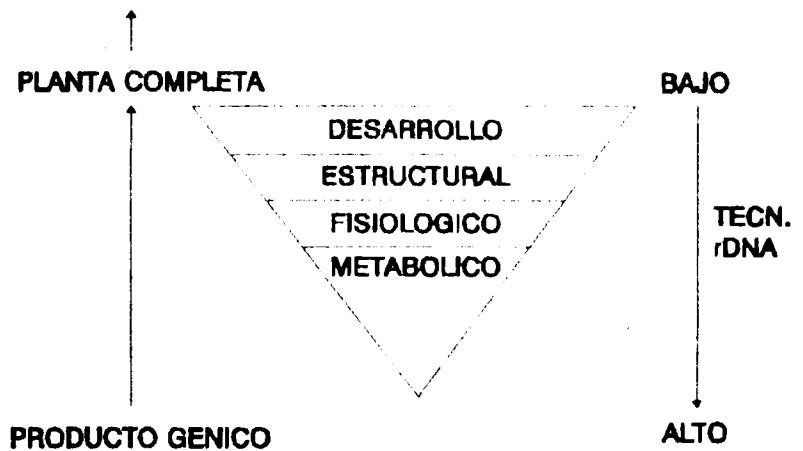 PLANTA COMPLETA
BAJO
DESARROLLO
ESTRUCTURAL
FISIOLOGICO
METABOLICO
TECN.
rDNA
PRODUCTO GENICO
ALTO